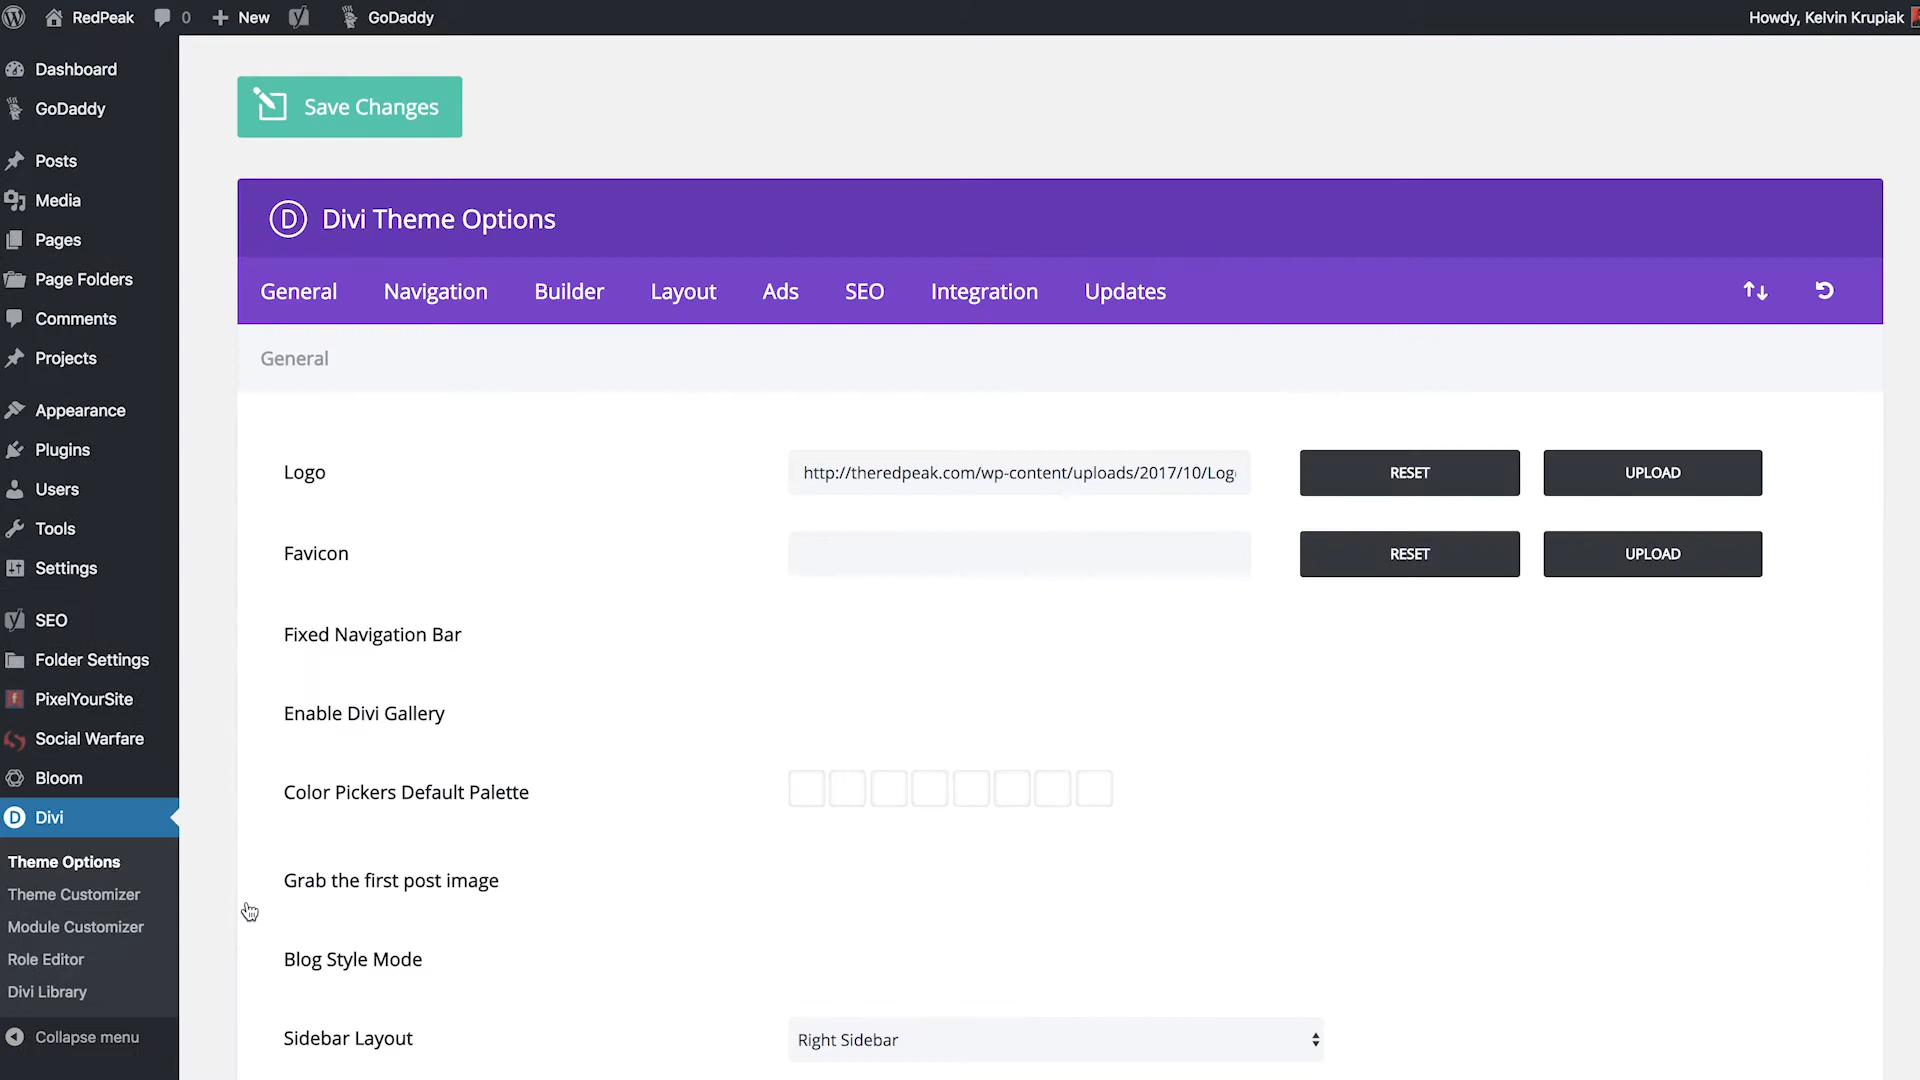 RedPeak
0
New
GoDaddy
Howdy, Kelvin Krupiak
Dashboard
GoDaddy
Posts
Media
Pages
Page Folders
Comments
Projects
Appearance
Plugins
Users
Tools
Settings
SEO
Folder Settings
PixelYourSite
Social Warfare
Bloom
Divi
Theme Options
Theme Customizer
Module Customizer
Role Editor
Divi Library
Collapse menu
Save Changes
D Divi Theme Options
General Navigation Builder Layout Ads SEO Integration Updates
General
Logo http://theredpeak.com/wp-content/uploads/2017/10/Log RESET UPLOAD
Favicon RESET UPLOAD
Fixed Navigation Bar
Enable Divi Gallery
Color Pickers Default Palette
Grab the first post image
Blog Style Mode
Sidebar Layout Right Sidebar